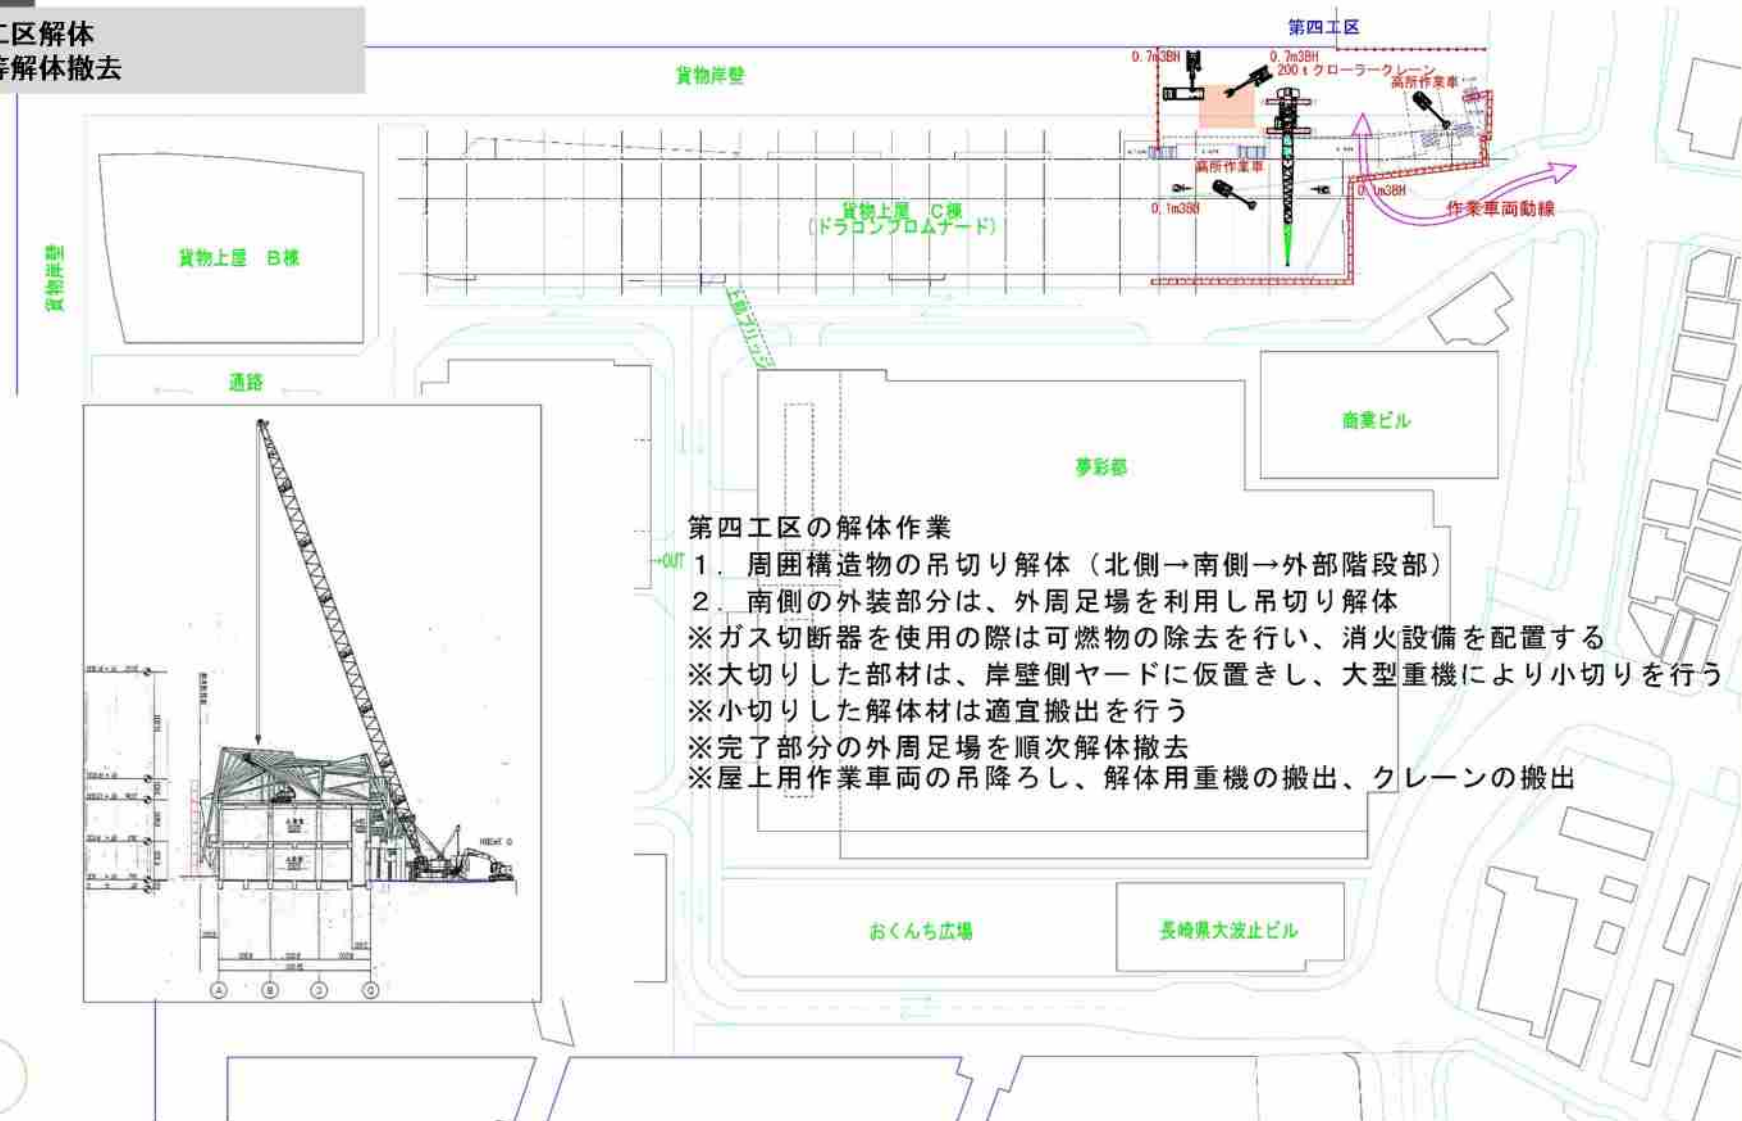 工区解体
等解体撤去
第四工区
貨物岸壁
0.7m3BH
0.7m3BH
200tクローラークレーン
高所作業車
高所作業車
0.1m3BH
0.1m3BH
作業車両動線
貨物上屋 C棟
(ドラゴンプロムナード)
貨物上屋 B棟
貨物岸壁
通路
上部ブリッジ
商業ビル
夢彩都
→OUT
第四工区の解体作業
1. 周囲構造物の吊切り解体（北側→南側→外部階段部）
2. 南側の外装部分は、外周足場を利用し吊切り解体
※ガス切断器を使用の際は可燃物の除去を行い、消火設備を配置する
※大切りした部材は、岸壁側ヤードに仮置きし、大型重機により小切りを行う
※小切りした解体材は適宜搬出を行う
※完了部分の外周足場を順次解体撤去
※屋上用作業車両の吊降ろし、解体用重機の搬出、クレーンの搬出
おくんち広場
長崎県大波止ビル
A
B